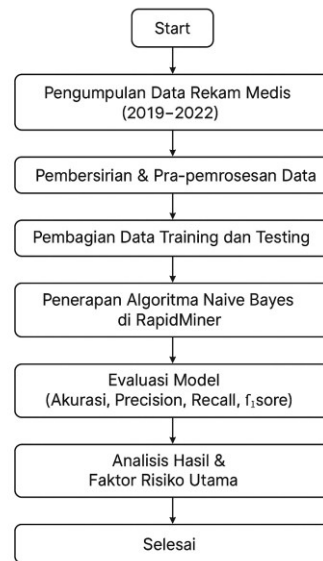 Start
Pengumpulan Data Rekam Medis
(2019–2022)
Pembersirian & Pra-pemrosesan Data
Pembagian Data Training dan Testing
Penerapan Algoritma Naive Bayes
di RapidMiner
Evaluasi Model
(Akurasi, Precision, Recall, f₁sore)
Analisis Hasil &
Faktor Risiko Utama
Selesai